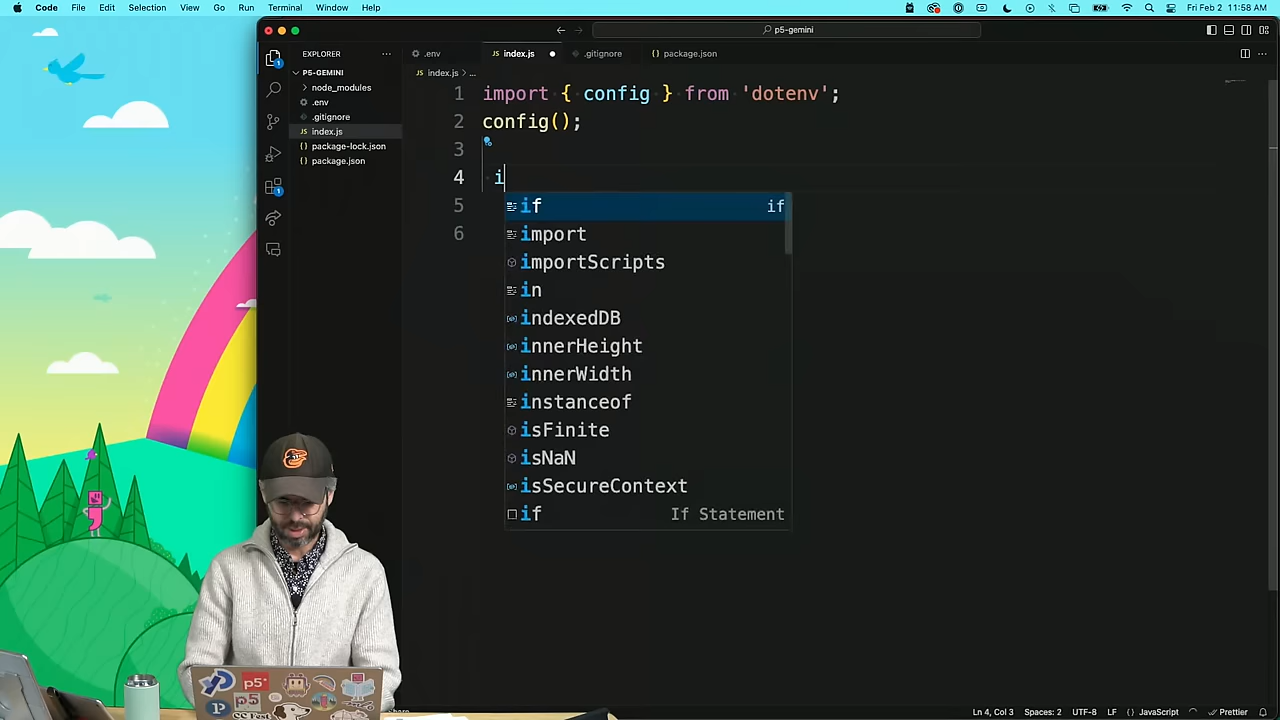 Code File Edit Selection View Go Run Terminal Window Help
Fri Feb 2 11:58 AM
p5-gemini
EXPLORER
.env
index.js
.gitignore
package.json
P5-GEMINI
node_modules
.env
.gitignore
index.js
package-lock.json
package.json
index.js > ...
1 import { config } from 'dotenv';
2 config();
3
4 i
5
6
if if
import
importScripts
in
indexedDB
innerHeight
innerWidth
instanceof
isFinite
isNaN
isSecureContext
if If Statement
p5*
p5
CC Fest
Ln 4, Col 3 Spaces: 2 UTF-8 LF { } JavaScript Prettier